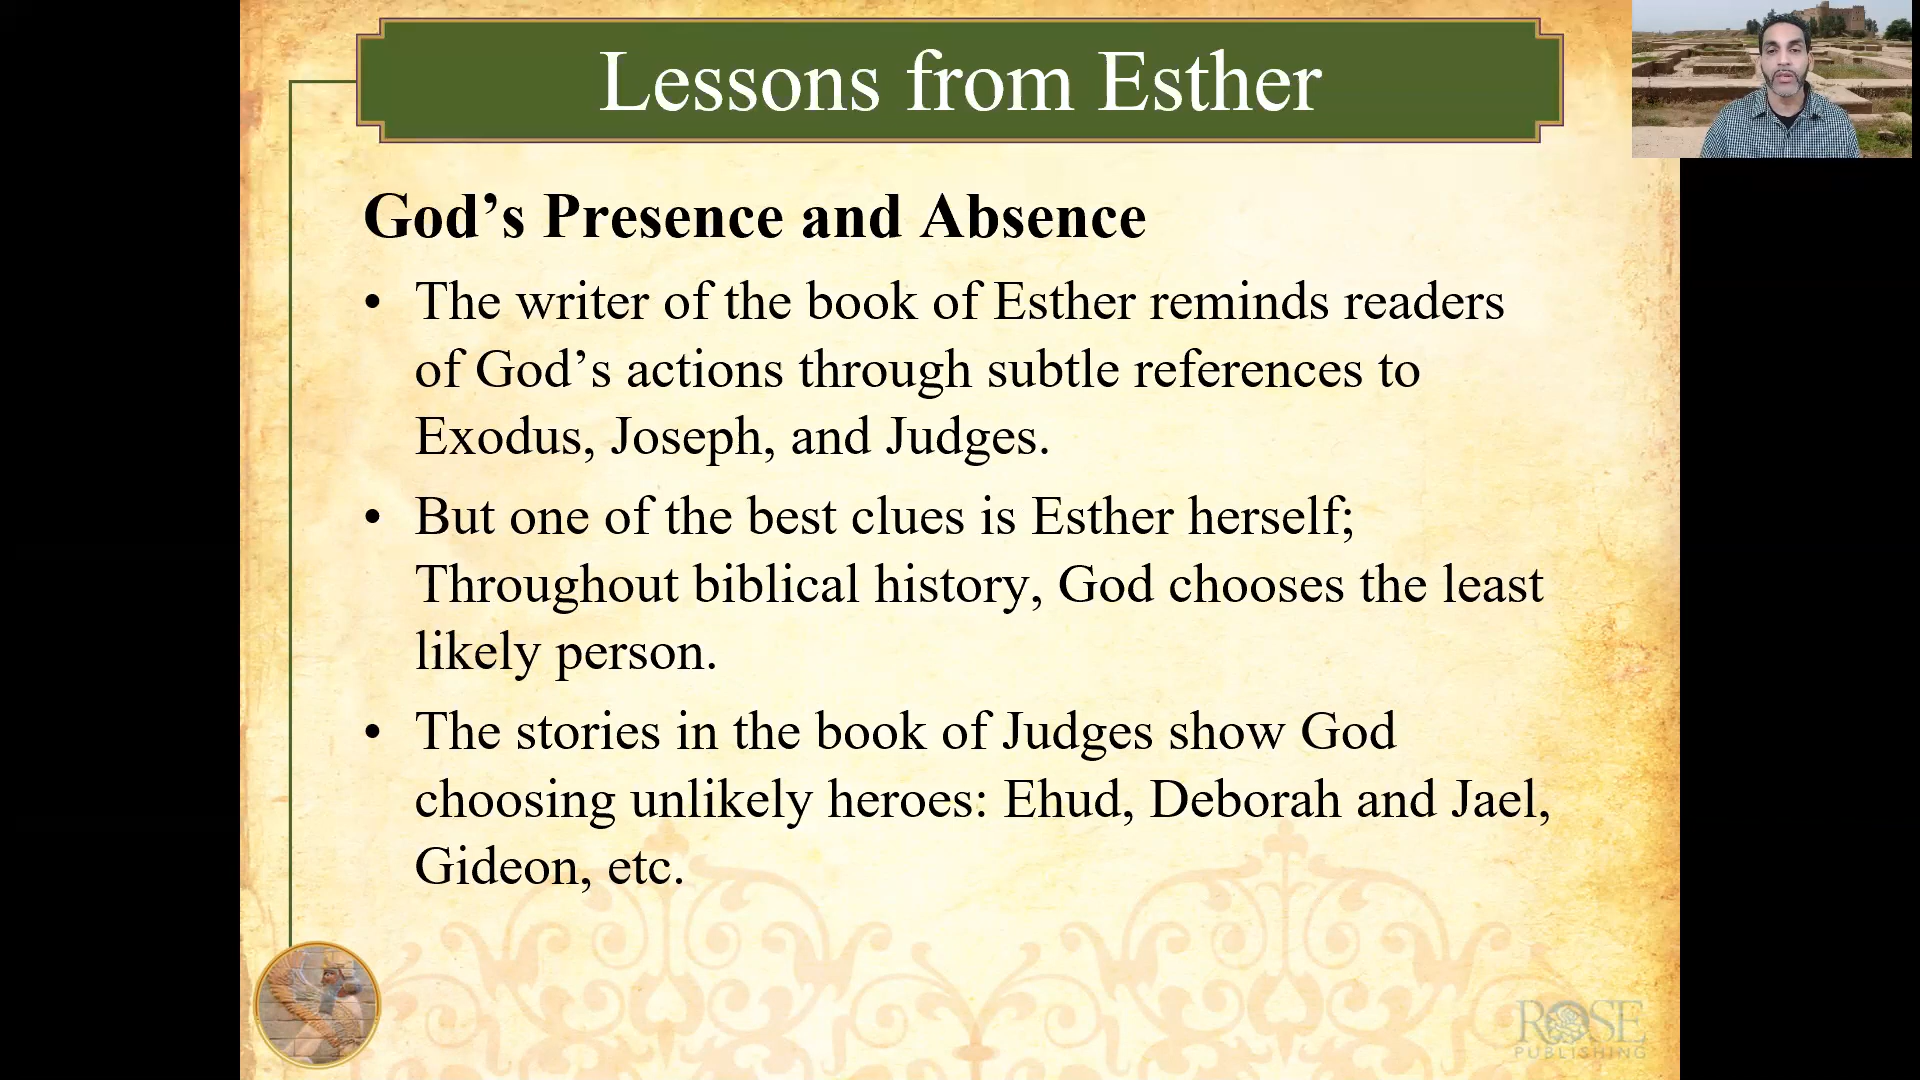 Lessons from Esther
God’s Presence and Absence
• The writer of the book of Esther reminds readers
of God’s actions through subtle references to
Exodus, Joseph, and Judges.
• But one of the best clues is Esther herself;
Throughout biblical history, God chooses the least
likely person.
• The stories in the book of Judges show God
choosing unlikely heroes: Ehud, Deborah and Jael,
Gideon, etc.
ROSE
PUBLISHING